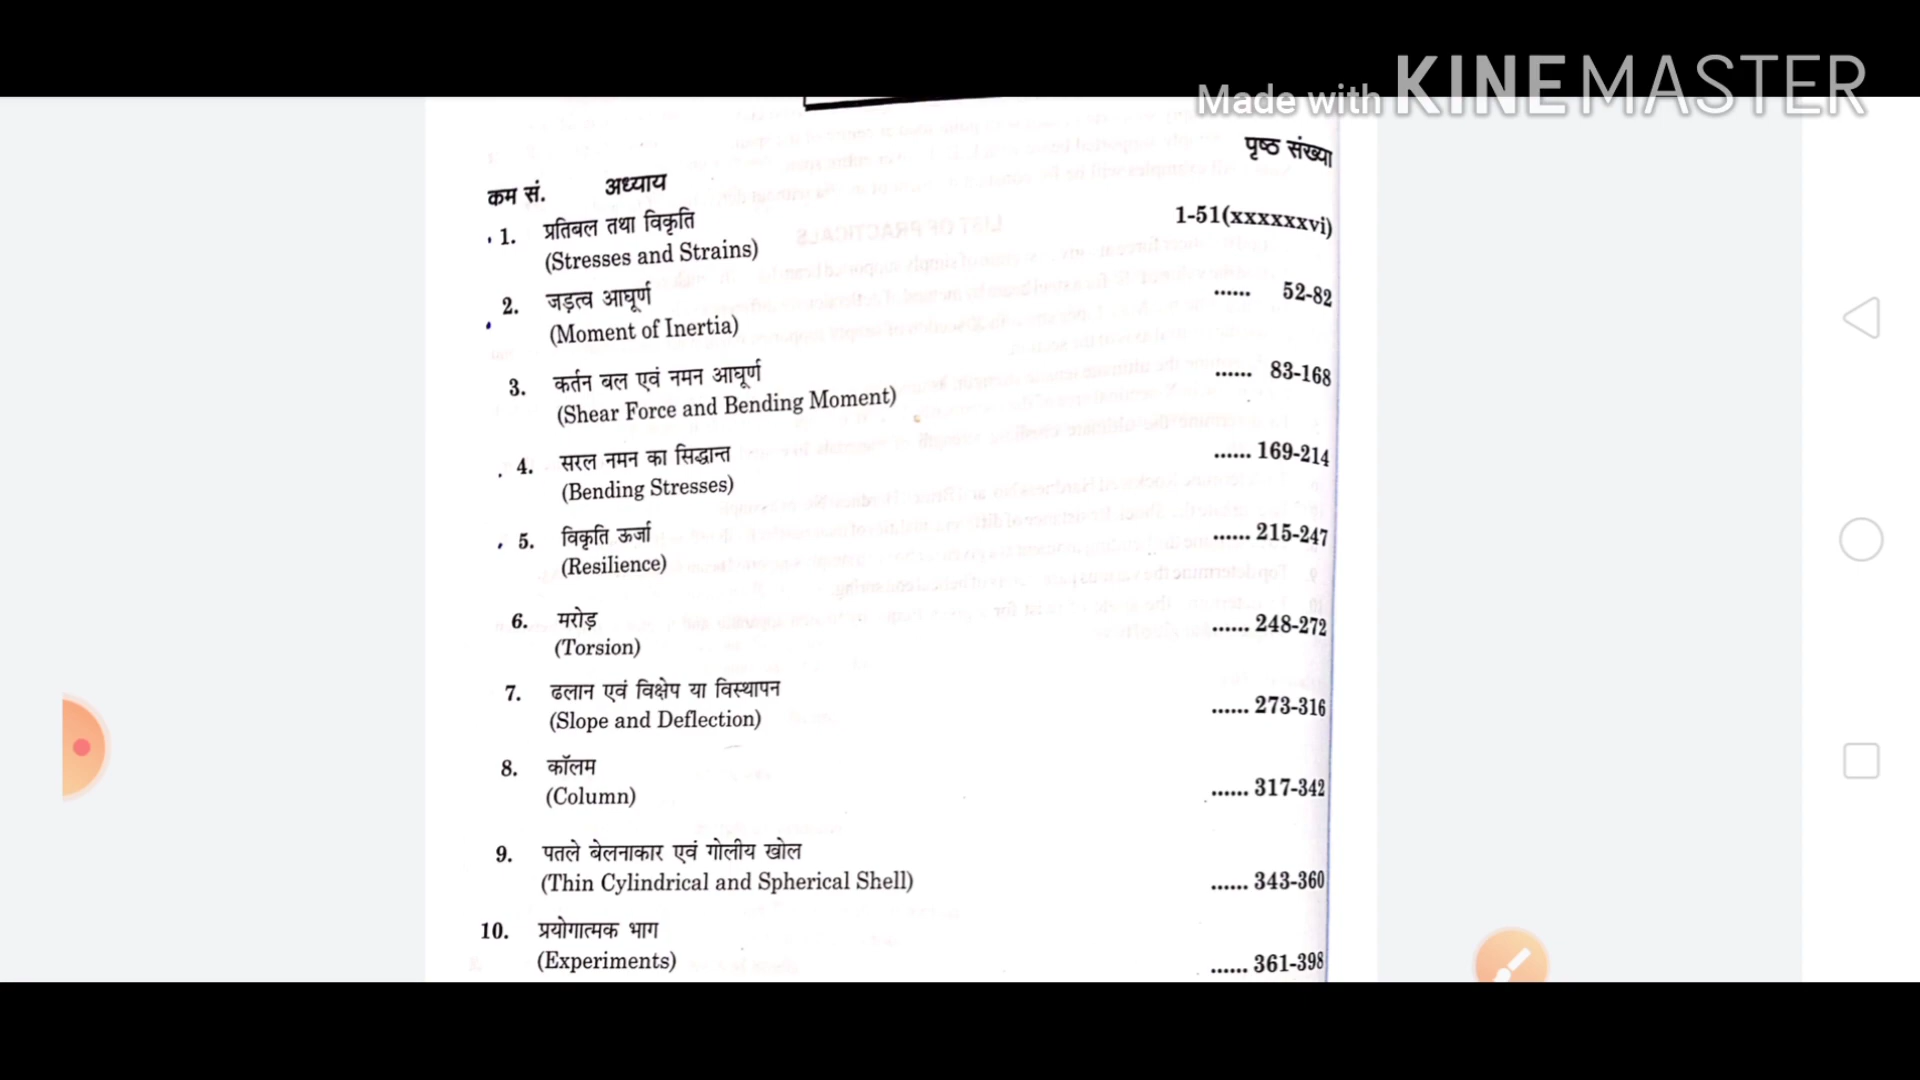 Made with KINEMASTER
पृष्ठ संख्या
कम सं. अध्याय
1. प्रतिबल तथा विकृति 1-51(xxxxxxvi)
(Stresses and Strains)
2. जड़त्व आघूर्ण ...... 52-82
(Moment of Inertia)
3. कर्तन बल एवं नमन आघूर्ण ...... 83-168
(Shear Force and Bending Moment)
4. सरल नमन का सिद्धान्त ...... 169-214
(Bending Stresses)
5. विकृति ऊर्जा ...... 215-247
(Resilience)
6. मरोड़ ...... 248-272
(Torsion)
7. ढलान एवं विक्षेप या विस्थापन ...... 273-316
(Slope and Deflection)
8. कॉलम ...... 317-342
(Column)
9. पतले बेलनाकार एवं गोलीय खोल
(Thin Cylindrical and Spherical Shell) ...... 343-360
10. प्रयोगात्मक भाग
(Experiments) ...... 361-398